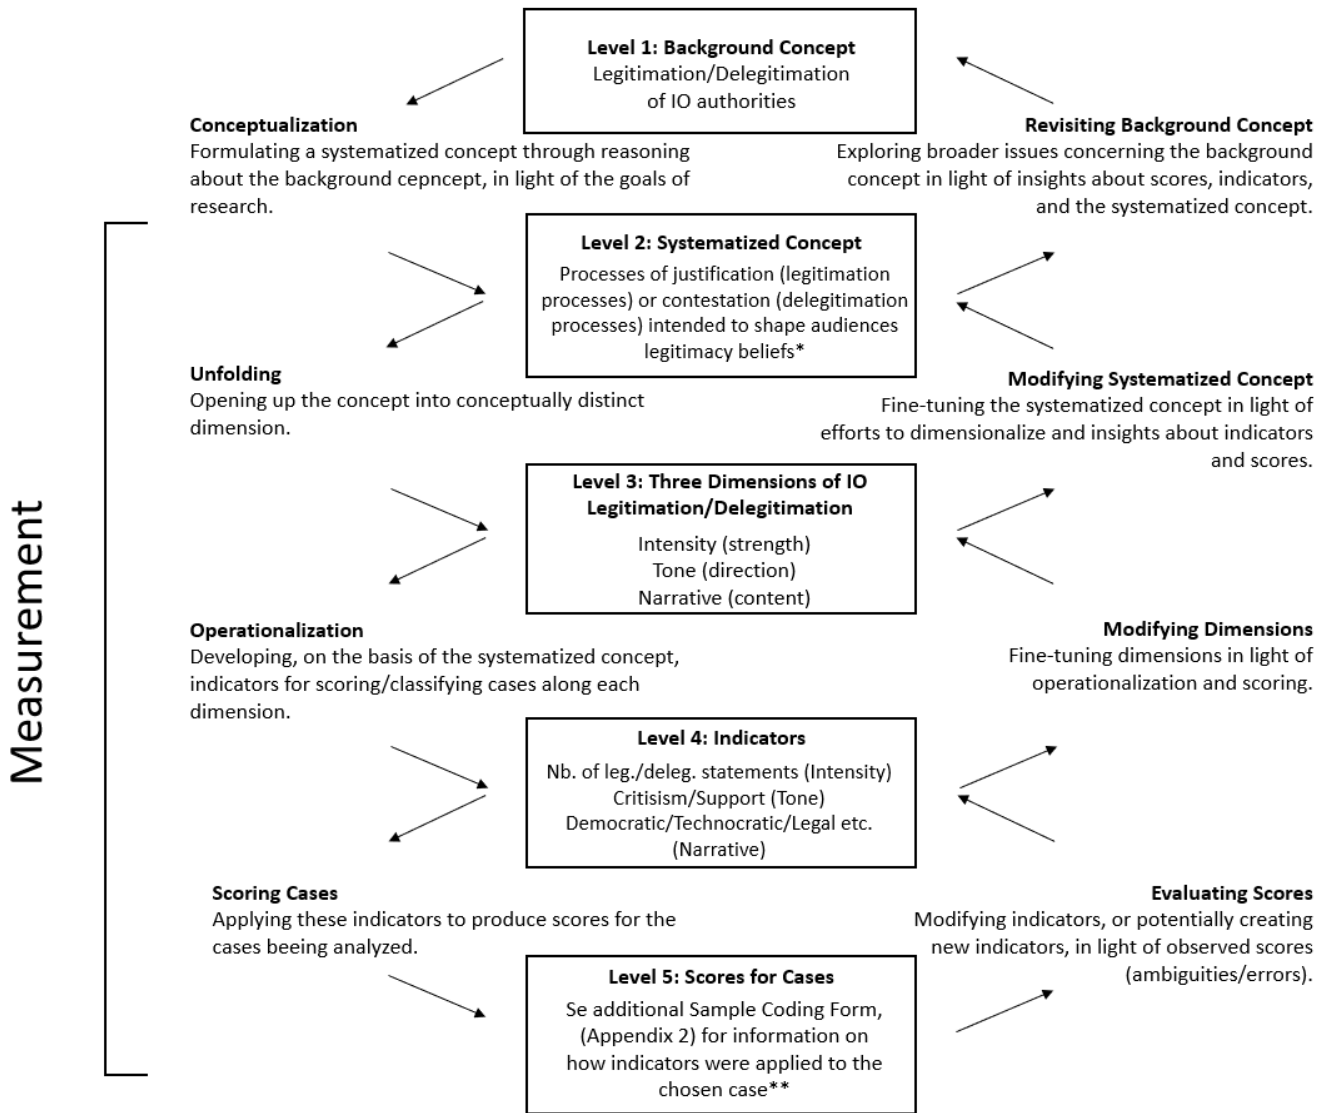 Level 1: Background Concept
Legitimation/Delegitimation
of IO authorities
Conceptualization
Formulating a systematized concept through reasoning
about the background cepncept, in light of the goals of
research.
Revisiting Background Concept
Exploring broader issues concerning the background
concept in light of insights about scores, indicators,
and the systematized concept.
Measurement
Level 2: Systematized Concept
Processes of justification (legitimation
processes) or contestation (delegitimation
processes) intended to shape audiences
legitimacy beliefs*
Unfolding
Opening up the concept into conceptually distinct
dimension.
Modifying Systematized Concept
Fine-tuning the systematized concept in light of
efforts to dimensionalize and insights about indicators
and scores.
Level 3: Three Dimensions of IO
Legitimation/Delegitimation
Intensity (strength)
Tone (direction)
Narrative (content)
Operationalization
Developing, on the basis of the systematized concept,
indicators for scoring/classifying cases along each
dimension.
Modifying Dimensions
Fine-tuning dimensions in light of
operationalization and scoring.
Level 4: Indicators
Nb. of leg./deleg. statements (Intensity)
Critisism/Support (Tone)
Democratic/Technocratic/Legal etc.
(Narrative)
Scoring Cases
Applying these indicators to produce scores for the
cases beeing analyzed.
Evaluating Scores
Modifying indicators, or potentially creating
new indicators, in light of observed scores
(ambiguities/errors).
Level 5: Scores for Cases
Se additional Sample Coding Form,
(Appendix 2) for information on
how indicators were applied to the
chosen case**